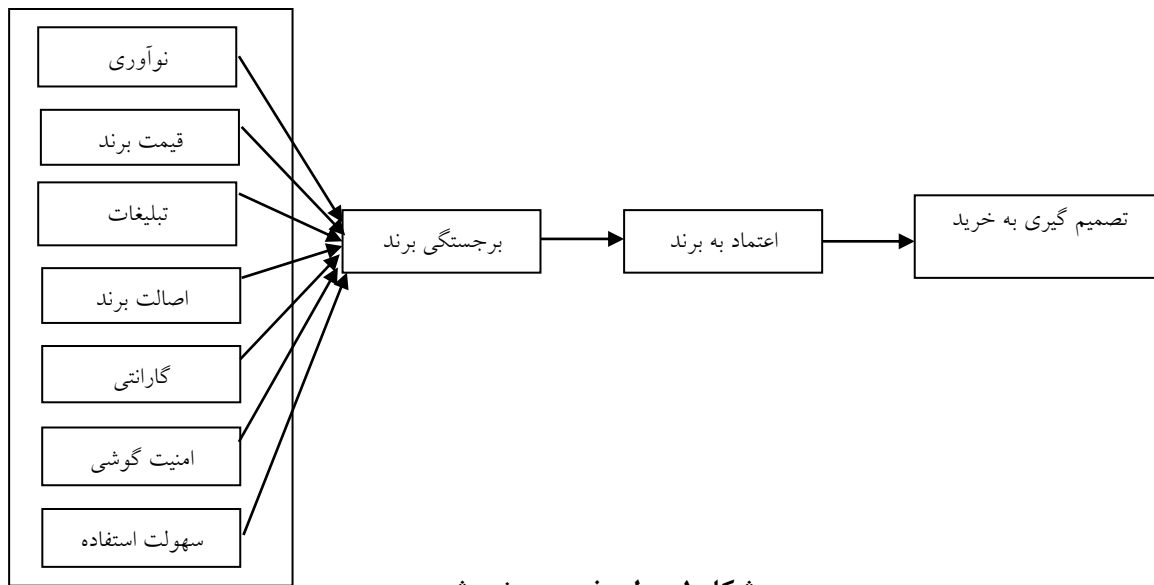 نوآوری
قیمت برند
تبلیغات
اصالت برند
گارانتی
امنیت گوشی
سهولت استفاده
برجستگی برند
اعتماد به برند
تصمیم گیری به خرید